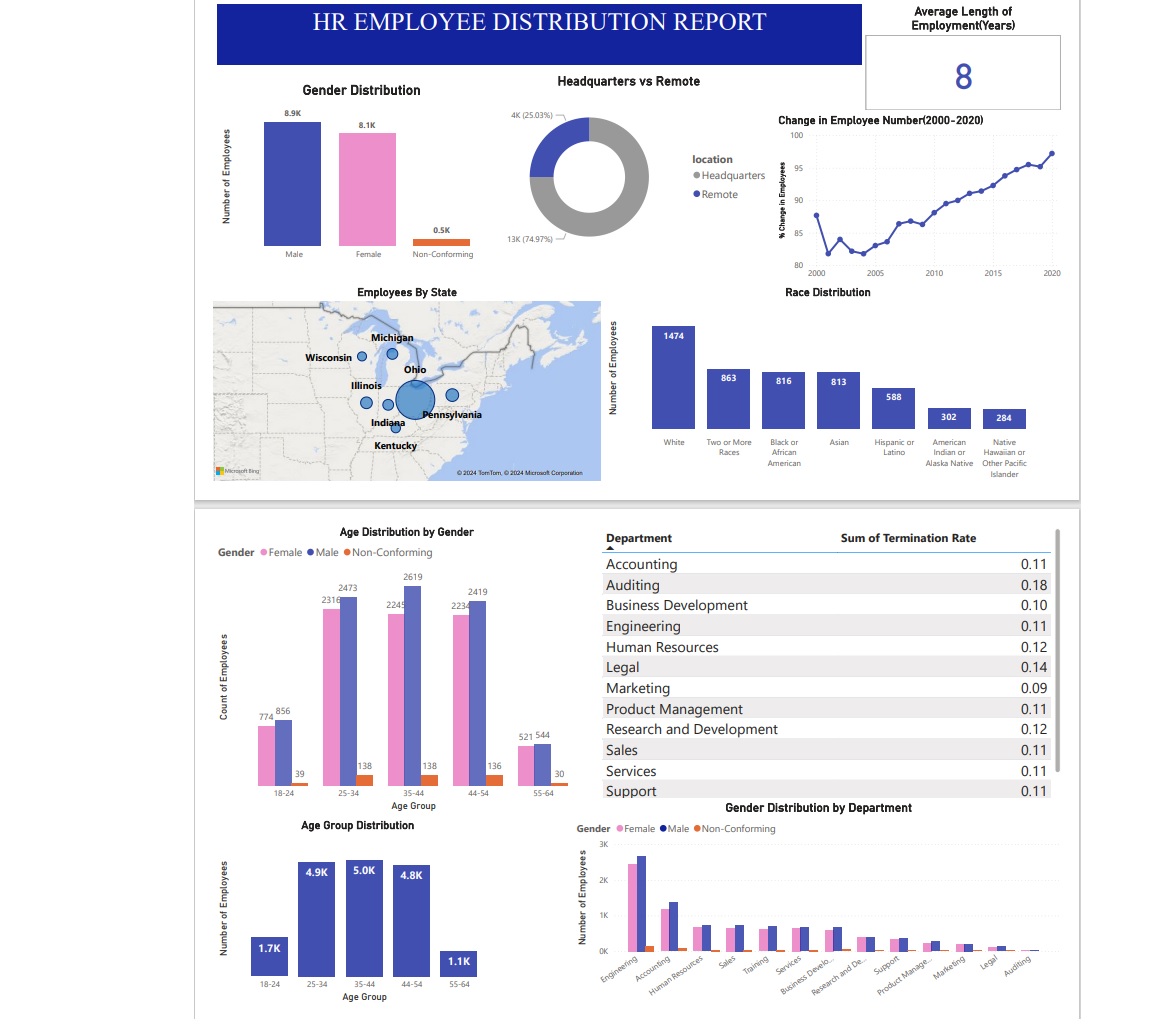 HR EMPLOYEE DISTRIBUTION REPORT
Average Length of
Employment(Years)
8
Gender Distribution
Number of Employees
8.9K
8.1K
0.5K
Male
Female
Non-Conforming
Headquarters vs Remote
4K (25.03%)
13K (74.97%)
location
Headquarters
Remote
Change in Employee Number(2000-2020)
% Change in Employees
100
95
90
85
80
2000
2005
2010
2015
2020
Employees By State
Michigan
Wisconsin
Ohio
Illinois
Pennsylvania
Indiana
Kentucky
Microsoft Bing
© 2024 TomTom, © 2024 Microsoft Corporation
Race Distribution
Number of Employees
1474
863
816
813
588
302
284
White
Two or More
Races
Black or
African
American
Asian
Hispanic or
Latino
American
Indian or
Alaska Native
Native
Hawaiian or
Other Pacific
Islander
Age Distribution by Gender
Gender Female Male Non-Conforming
Count of Employees
774
856
39
2316
2473
138
2245
2619
138
2234
2419
136
521
544
30
18-24
25-34
35-44
44-54
55-64
Age Group
Department Sum of Termination Rate
Accounting 0.11
Auditing 0.18
Business Development 0.10
Engineering 0.11
Human Resources 0.12
Legal 0.14
Marketing 0.09
Product Management 0.11
Research and Development 0.12
Sales 0.11
Services 0.11
Support 0.11
Age Group Distribution
Number of Employees
1.7K
4.9K
5.0K
4.8K
1.1K
18-24
25-34
35-44
44-54
55-64
Age Group
Gender Distribution by Department
Gender Female Male Non-Conforming
Number of Employees
3K
2K
1K
0K
Engineering
Accounting
Human Resources
Sales
Training
Services
Business Develo...
Research and De...
Support
Product Manage...
Marketing
Legal
Auditing